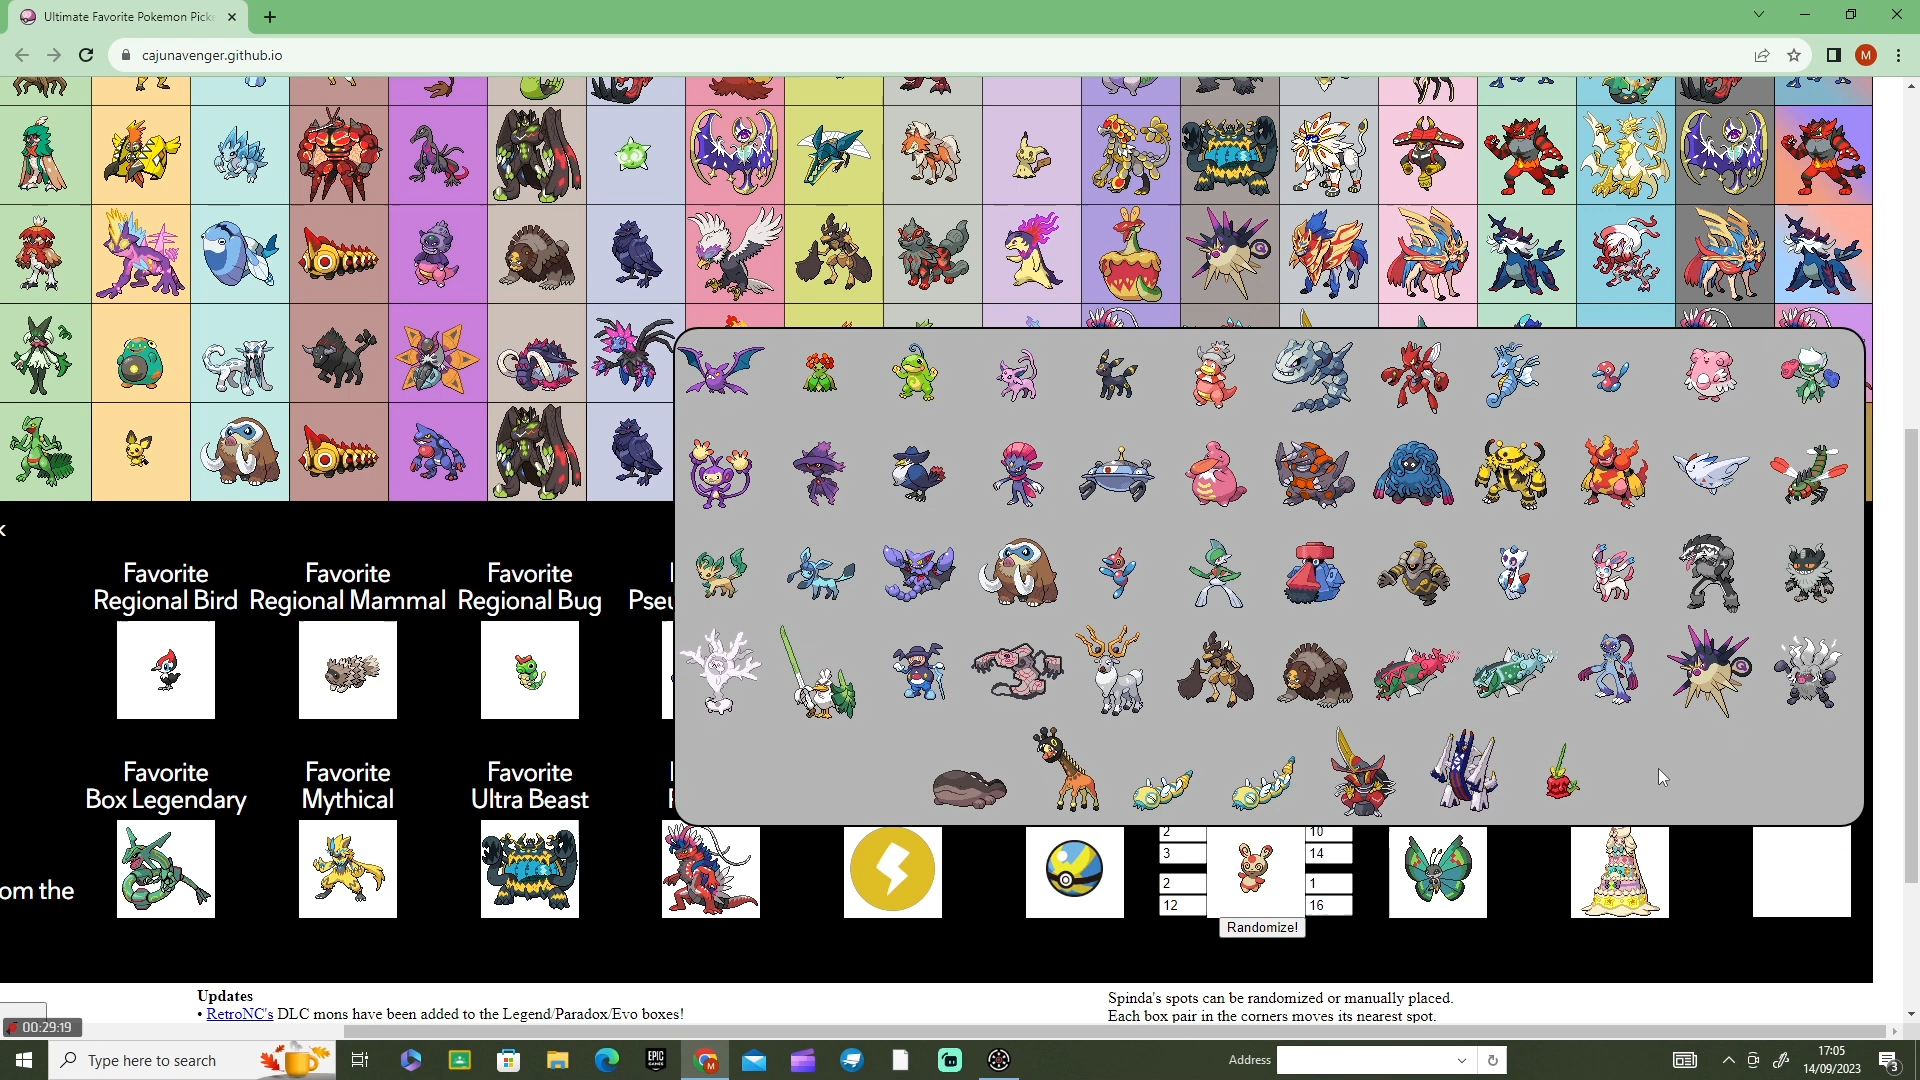 Ultimate Favorite Pokemon Pick
cajunavenger.github.io
M
k
Favorite
Regional Bird
Favorite
Regional Mammal
Favorite
Regional Bug
Pseu
Favorite
Box Legendary
Favorite
Mythical
Favorite
Ultra Beast
om the
2
3
2
12
10
14
1
16
Randomize!
Updates
• RetroNC's DLC mons have been added to the Legend/Paradox/Evo boxes!
Spinda's spots can be randomized or manually placed.
Each box pair in the corners moves its nearest spot.
00:29:19
Type here to search
EPIC
GAMES
M
Address
17:05
14/09/2023
3